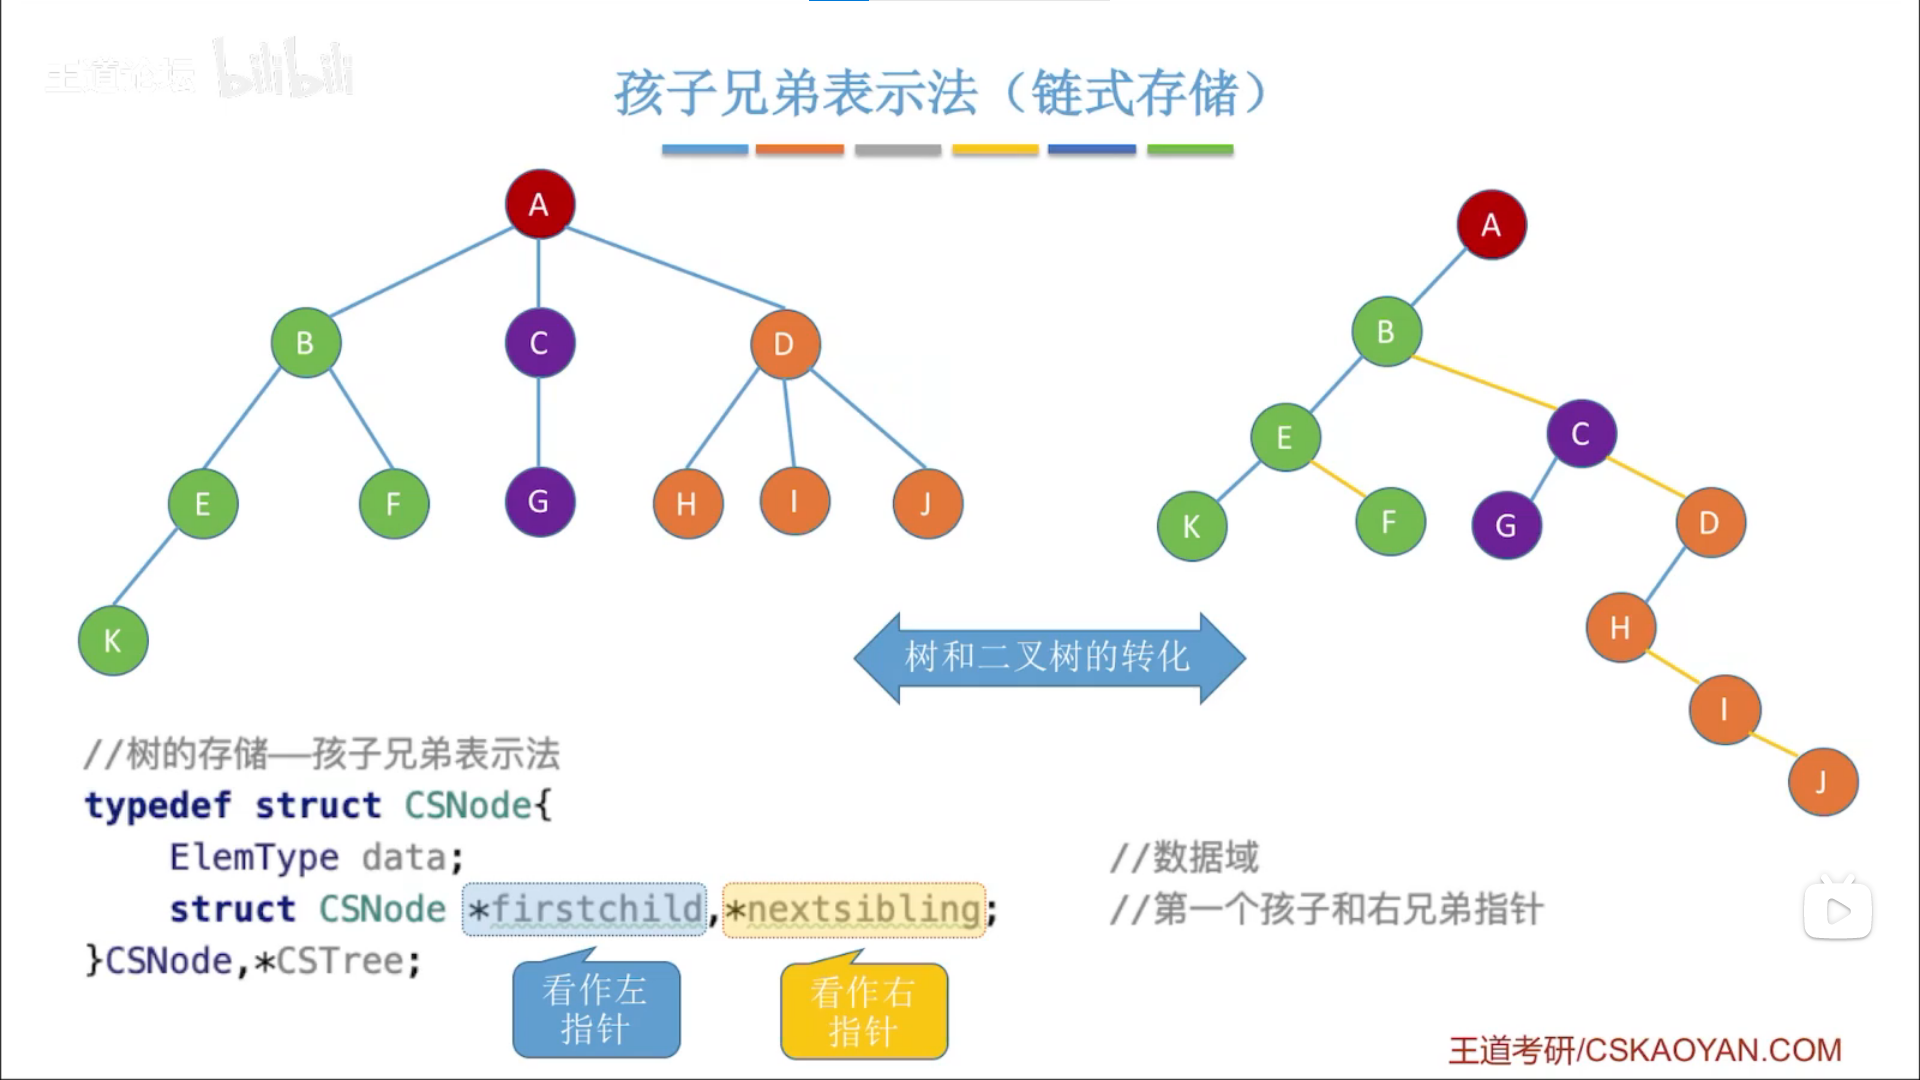 王道论坛 bilibili
孩子兄弟表示法（链式存储）
A
B
C
D
E
F
G
H
I
J
K
A
B
E
C
K
F
G
D
H
I
J
树和二叉树的转化
//树的存储——孩子兄弟表示法
typedef struct CSNode{
ElemType data; //数据域
struct CSNode *firstchild,*nextsibling; //第一个孩子和右兄弟指针
}CSNode,*CSTree;
看作左
指针
看作右
指针
王道考研/CSKAOYAN.COM